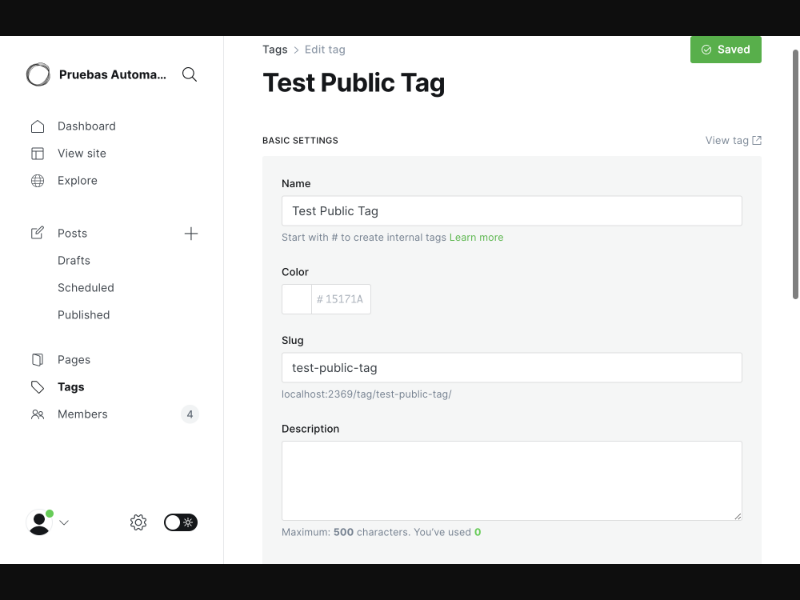 Pruebas Automa...
Dashboard
View site
Explore
Posts
Drafts
Scheduled
Published
Pages
Tags
Members 4
Tags > Edit tag
Saved
Test Public Tag
BASIC SETTINGS
View tag
Name
Test Public Tag
Start with # to create internal tags Learn more
Color
# 15171A
Slug
test-public-tag
localhost:2369/tag/test-public-tag/
Description
Maximum: 500 characters. You've used 0